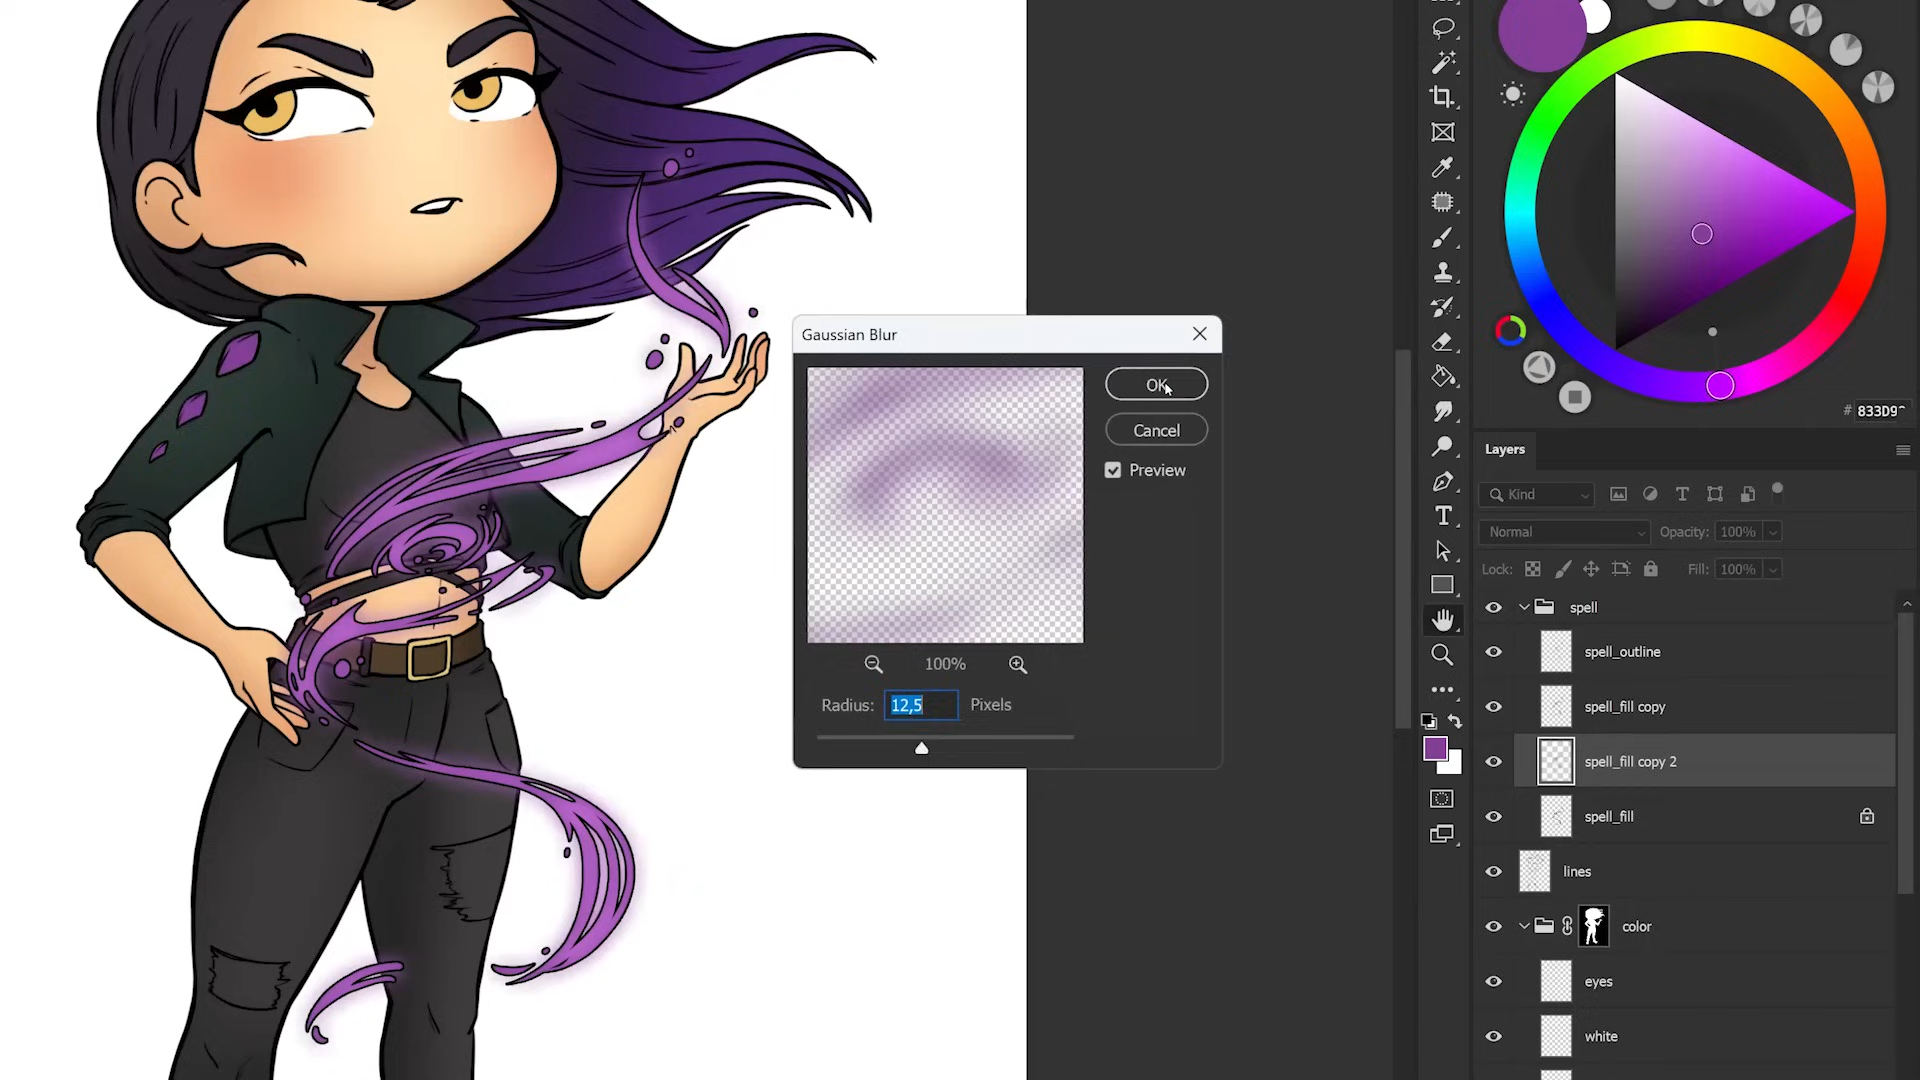 Gaussian Blur
OK
Cancel
Preview
100%
Radius: 12,5 Pixels
T
# 833D9
Layers
Kind
T
Normal Opacity: 100%
Lock: Fill: 100%
spell
spell_outline
spell_fill copy
spell_fill copy 2
spell_fill
lines
color
eyes
white